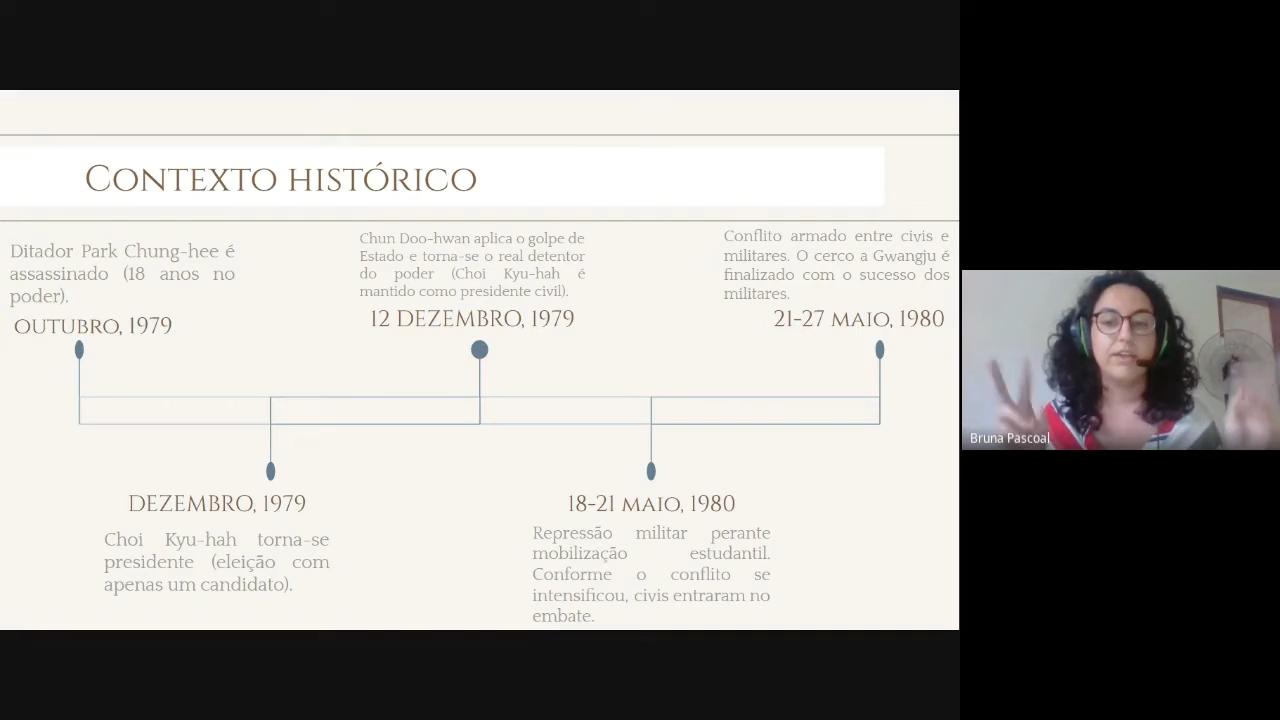 Contexto histórico
Ditador Park Chung-hee é
assassinado (18 anos no
poder).
outubro, 1979
Chun Doo-hwan aplica o golpe de
Estado e torna-se o real detentor
do poder (Choi Kyu-hah é
mantido como presidente civil).
12 DEZEMBRO, 1979
Conflito armado entre civis e
militares. O cerco a Gwangju é
finalizado com o sucesso dos
militares.
21-27 maio, 1980
DEZEMBRO, 1979
Choi Kyu-hah torna-se
presidente (eleição com
apenas um candidato).
18-21 maio, 1980
Repressão militar perante
mobilização estudantil.
Conforme o conflito se
intensificou, civis entraram no
embate.
Bruna Pascoal